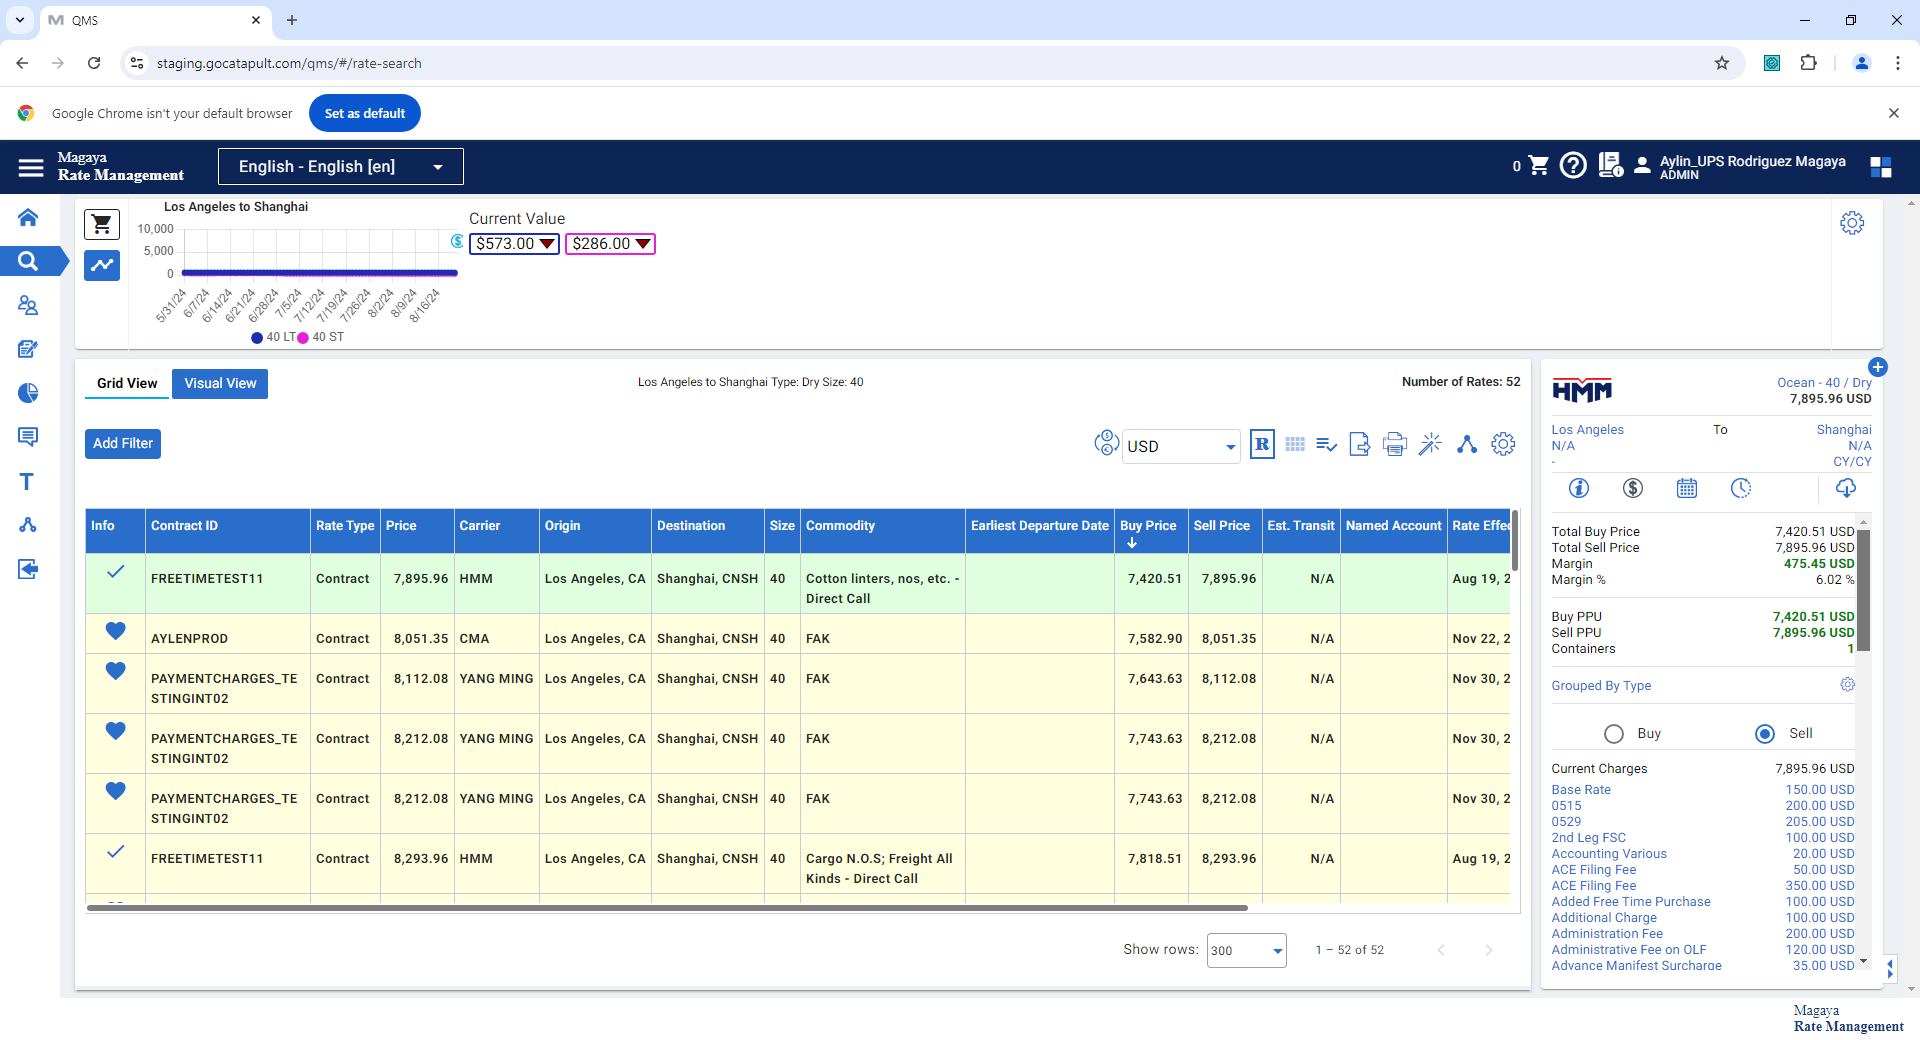 QMS
staging.gocatapult.com/qms/#/rate-search
Google Chrome isn't your default browser
Set as default
Magaya
Rate Management
English - English [en]
0
Aylin_UPS Rodriguez Magaya
ADMIN
Los Angeles to Shanghai
10,000
5,000
0
5/31/24 6/7/24 6/14/24 6/21/24 6/28/24 7/5/24 7/12/24 7/19/24 7/26/24 8/2/24 8/9/24 8/16/24
40 LT 40 ST
Current Value
$573.00 $286.00
Grid View Visual View
Los Angeles to Shanghai Type: Dry Size: 40
Number of Rates: 52
Add Filter
USD
R
Info Contract ID Rate Type Price Carrier Origin Destination Size Commodity Earliest Departure Date Buy Price Sell Price Est. Transit Named Account Rate Effec
FREETIMETEST11 Contract 7,895.96 HMM Los Angeles, CA Shanghai, CNSH 40 Cotton linters, nos, etc. - 7,420.51 7,895.96 N/A Aug 19, 2
Direct Call
AYLENPROD Contract 8,051.35 CMA Los Angeles, CA Shanghai, CNSH 40 FAK 7,582.90 8,051.35 N/A Nov 22, 2
PAYMENTCHARGES_TE Contract 8,112.08 YANG MING Los Angeles, CA Shanghai, CNSH 40 FAK 7,643.63 8,112.08 N/A Nov 30, 2
STINGINT02
PAYMENTCHARGES_TE Contract 8,212.08 YANG MING Los Angeles, CA Shanghai, CNSH 40 FAK 7,743.63 8,212.08 N/A Nov 30, 2
STINGINT02
PAYMENTCHARGES_TE Contract 8,212.08 YANG MING Los Angeles, CA Shanghai, CNSH 40 FAK 7,743.63 8,212.08 N/A Nov 30, 2
STINGINT02
FREETIMETEST11 Contract 8,293.96 HMM Los Angeles, CA Shanghai, CNSH 40 Cargo N.O.S; Freight All 7,818.51 8,293.96 N/A Aug 19, 2
Kinds - Direct Call
Show rows: 300 1 – 52 of 52
HMM
Ocean - 40 / Dry
7,895.96 USD
Los Angeles To Shanghai
N/A N/A
- CY/CY
Total Buy Price 7,420.51 USD
Total Sell Price 7,895.96 USD
Margin 475.45 USD
Margin % 6.02 %
Buy PPU 7,420.51 USD
Sell PPU 7,895.96 USD
Containers 1
Grouped By Type
Buy Sell
Current Charges 7,895.96 USD
Base Rate 150.00 USD
0515 200.00 USD
0529 205.00 USD
2nd Leg FSC 100.00 USD
Accounting Various 20.00 USD
ACE Filing Fee 50.00 USD
ACE Filing Fee 350.00 USD
Added Free Time Purchase 100.00 USD
Additional Charge 100.00 USD
Administration Fee 200.00 USD
Administrative Fee on OLF 120.00 USD
Advance Manifest Surcharge 35.00 USD
Magaya
Rate Management